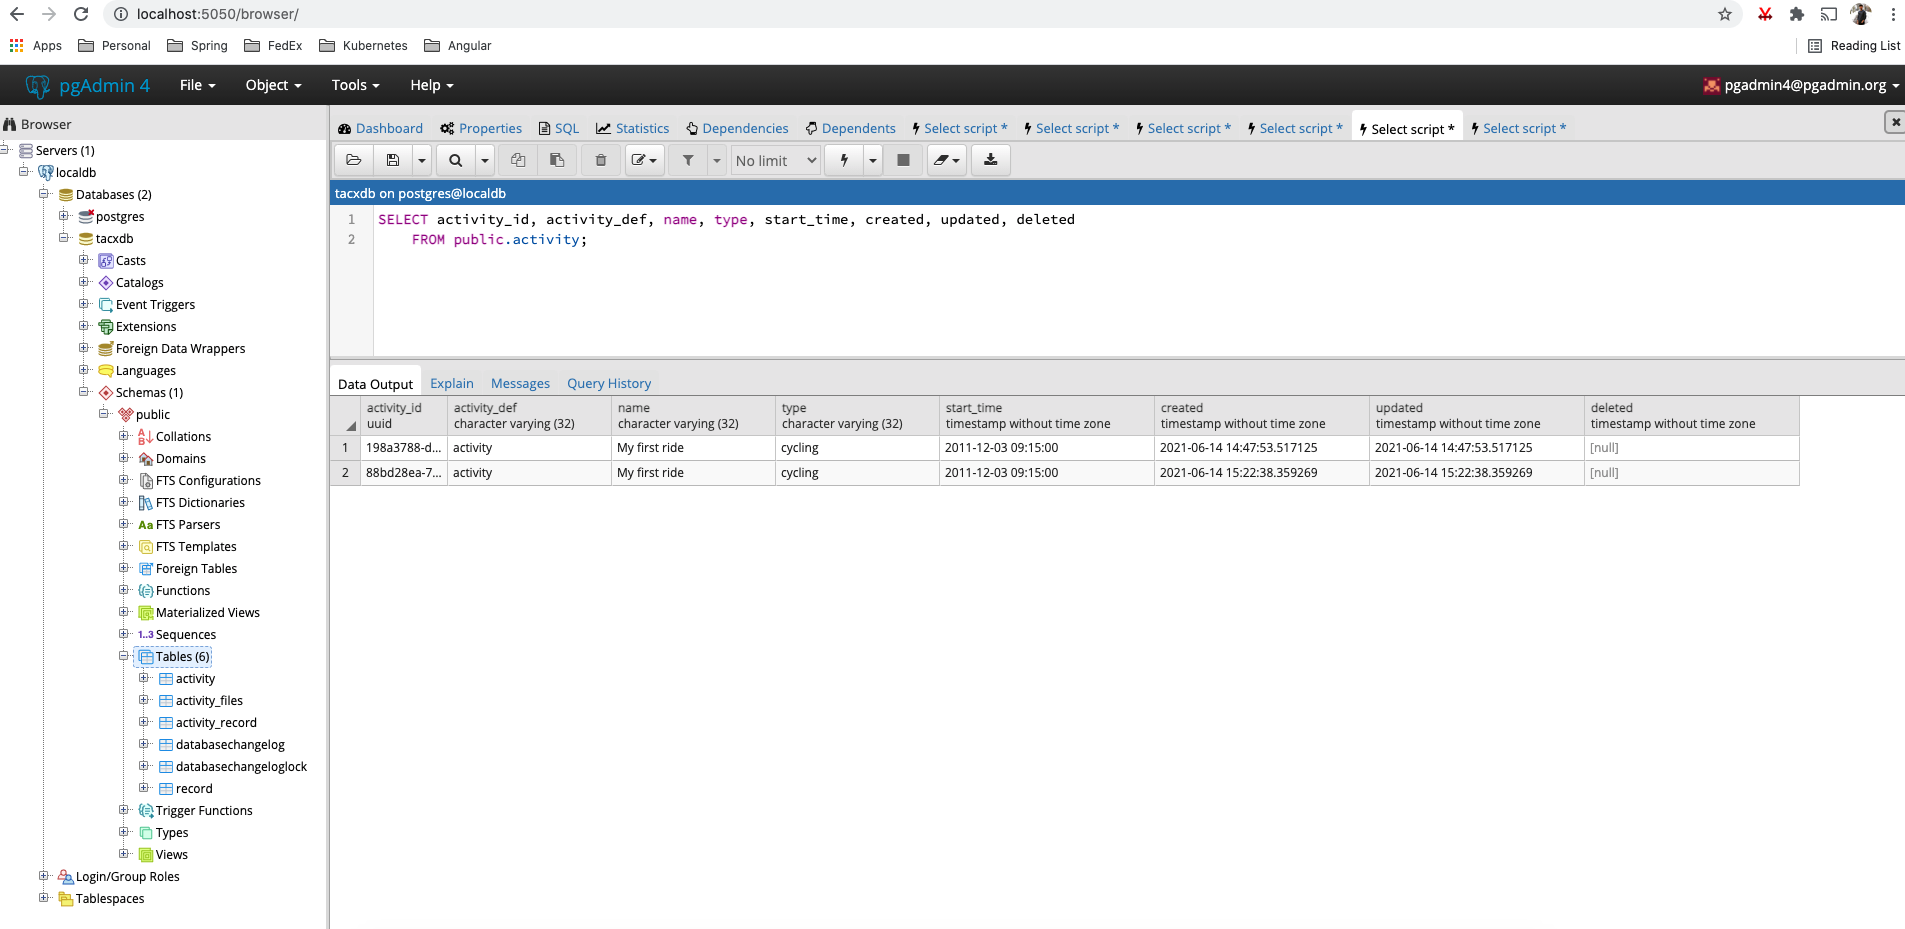 localhost:5050/browser/
Apps Personal Spring FedEx Kubernetes Angular Reading List
pgAdmin 4 File Object Tools Help pgadmin4@pgadmin.org
Browser
Servers (1)
localdb
Databases (2)
postgres
tacxdb
Casts
Catalogs
Event Triggers
Extensions
Foreign Data Wrappers
Languages
Schemas (1)
public
Collations
Domains
FTS Configurations
FTS Dictionaries
FTS Parsers
FTS Templates
Foreign Tables
Functions
Materialized Views
1..3 Sequences
Tables (6)
activity
activity_files
activity_record
databasechangelog
databasechangeloglock
record
Trigger Functions
Types
Views
Login/Group Roles
Tablespaces
Dashboard Properties SQL Statistics Dependencies Dependents Select script * Select script * Select script * Select script * Select script * Select script *
No limit
tacxdb on postgres@localdb
1 SELECT activity_id, activity_def, name, type, start_time, created, updated, deleted
2 FROM public.activity;
Data Output Explain Messages Query History
activity_id activity_def name type start_time created updated deleted
uuid character varying (32) character varying (32) character varying (32) timestamp without time zone timestamp without time zone timestamp without time zone timestamp without time zone
1 198a3788-d... activity My first ride cycling 2011-12-03 09:15:00 2021-06-14 14:47:53.517125 2021-06-14 14:47:53.517125 [null]
2 88bd28ea-7... activity My first ride cycling 2011-12-03 09:15:00 2021-06-14 15:22:38.359269 2021-06-14 15:22:38.359269 [null]